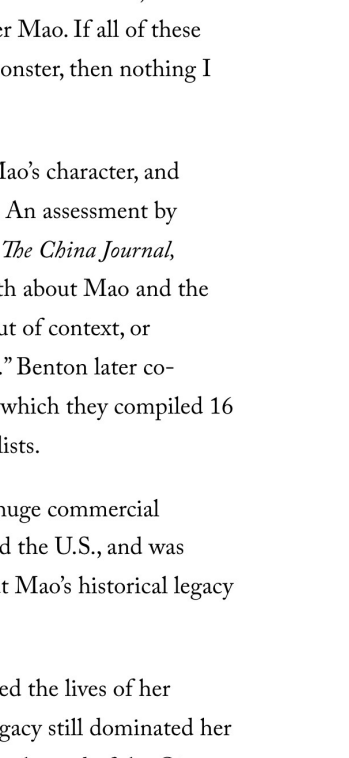 er Mao. If all of these
onster, then nothing I
Mao’s character, and
An assessment by
The China Journal,
th about Mao and the
ut of context, or
.” Benton later co-
which they compiled 16
lists.
huge commercial
d the U.S., and was
t Mao’s historical legacy
ed the lives of her
gacy still dominated her